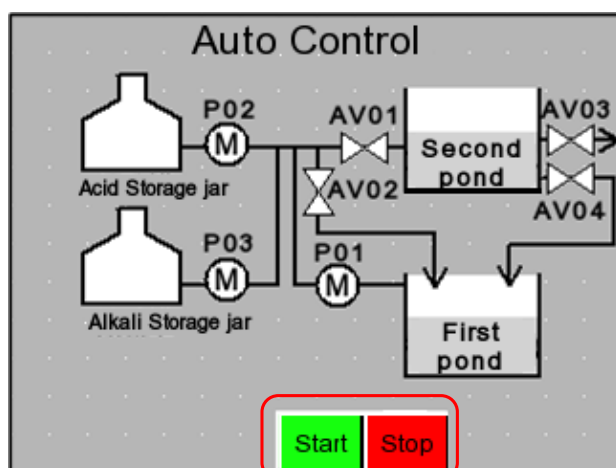 Auto Control
P02
M
AV01
AV03
Second
pond
Acid Storage jar
AV02
AV04
P03
M
P01
M
Alkali Storage jar
First
pond
Start
Stop